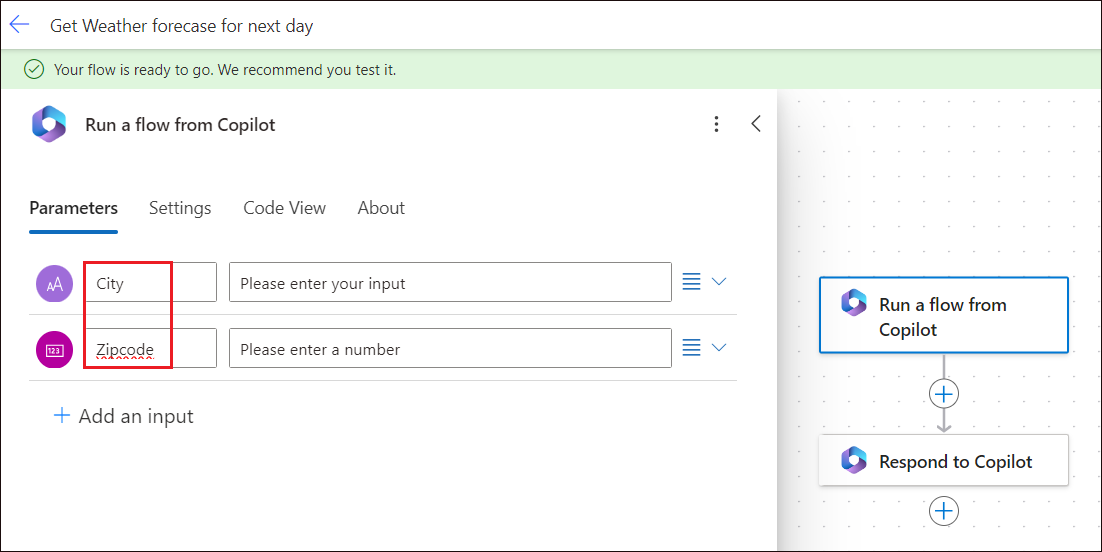 Get Weather forecase for next day
Your flow is ready to go. We recommend you test it.
Run a flow from Copilot
Parameters Settings Code View About
AA City Please enter your input
123 Zipcode Please enter a number
Add an input
Run a flow from
Copilot
Respond to Copilot